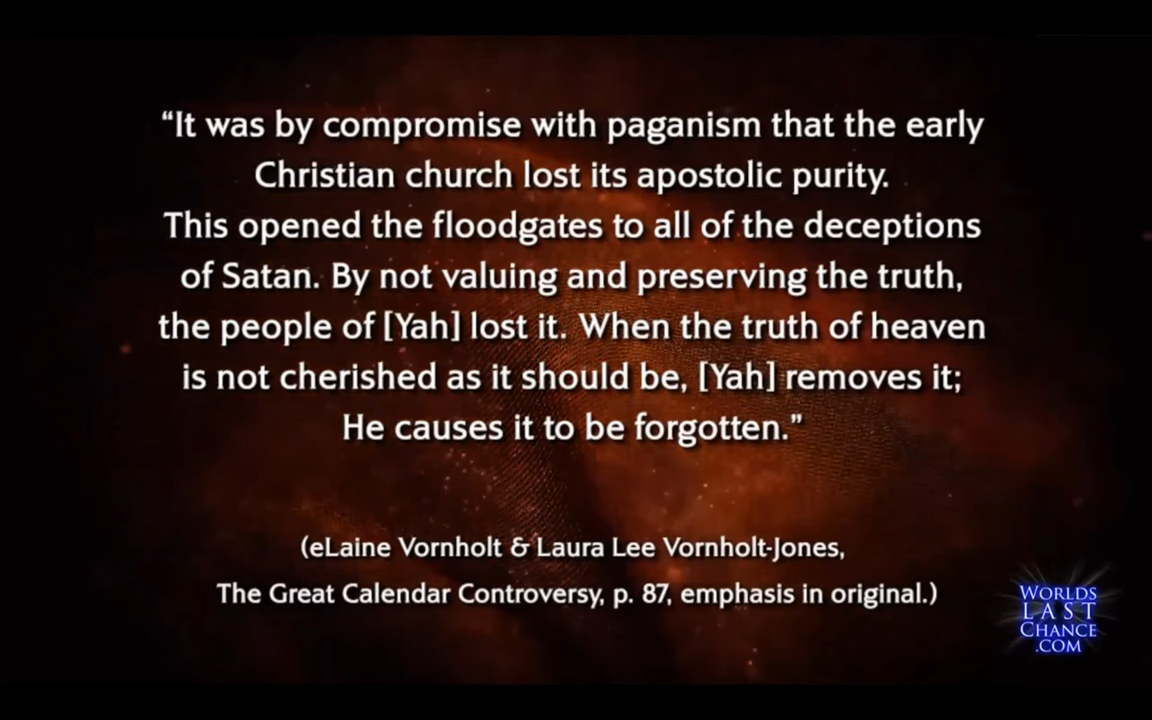 “It was by compromise with paganism that the early
Christian church lost its apostolic purity.
This opened the floodgates to all of the deceptions
of Satan. By not valuing and preserving the truth,
the people of [Yah] lost it. When the truth of heaven
is not cherished as it should be, [Yah] removes it;
He causes it to be forgotten.”
(eLaine Vornholt & Laura Lee Vornholt-Jones,
The Great Calendar Controversy, p. 87, emphasis in original.)
WORLDS
LAST
CHANCE
.COM